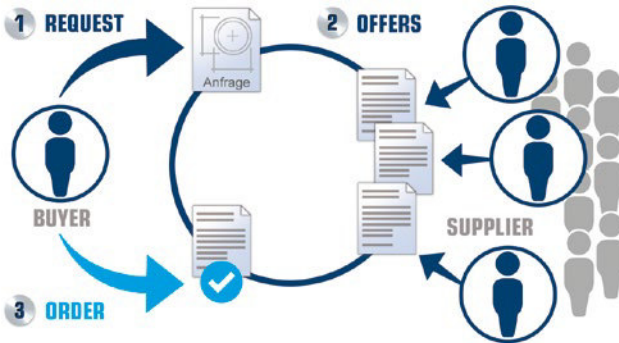 1 REQUEST
2 OFFERS
Anfrage
BUYER
SUPPLIER
3 ORDER